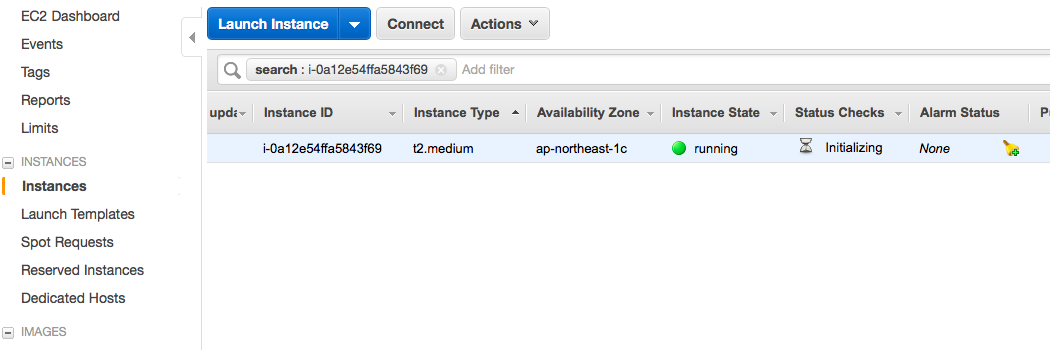 EC2 Dashboard
Events
Tags
Reports
Limits
INSTANCES
Instances
Launch Templates
Spot Requests
Reserved Instances
Dedicated Hosts
IMAGES
Launch Instance Connect Actions
search : i-0a12e54ffa5843f69 Add filter
upda Instance ID Instance Type Availability Zone Instance State Status Checks Alarm Status
i-0a12e54ffa5843f69 t2.medium ap-northeast-1c running Initializing None